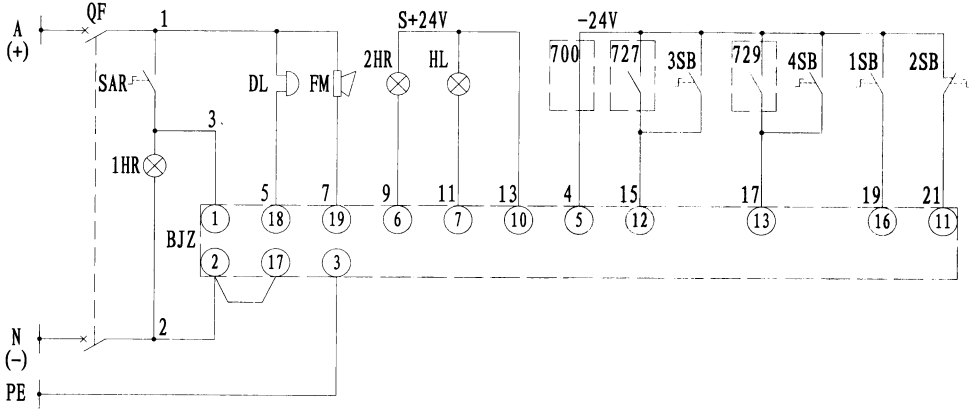 A
(+)
QF
1
S+24V
-24V
SAR
DL
FM
2HR
HL
700
727
3SB
729
4SB
1SB
2SB
3
1HR
5
7
9
11
13
4
15
17
19
21
BJZ
1
18
19
6
7
10
5
12
13
16
11
2
17
3
N
(-)
2
PE